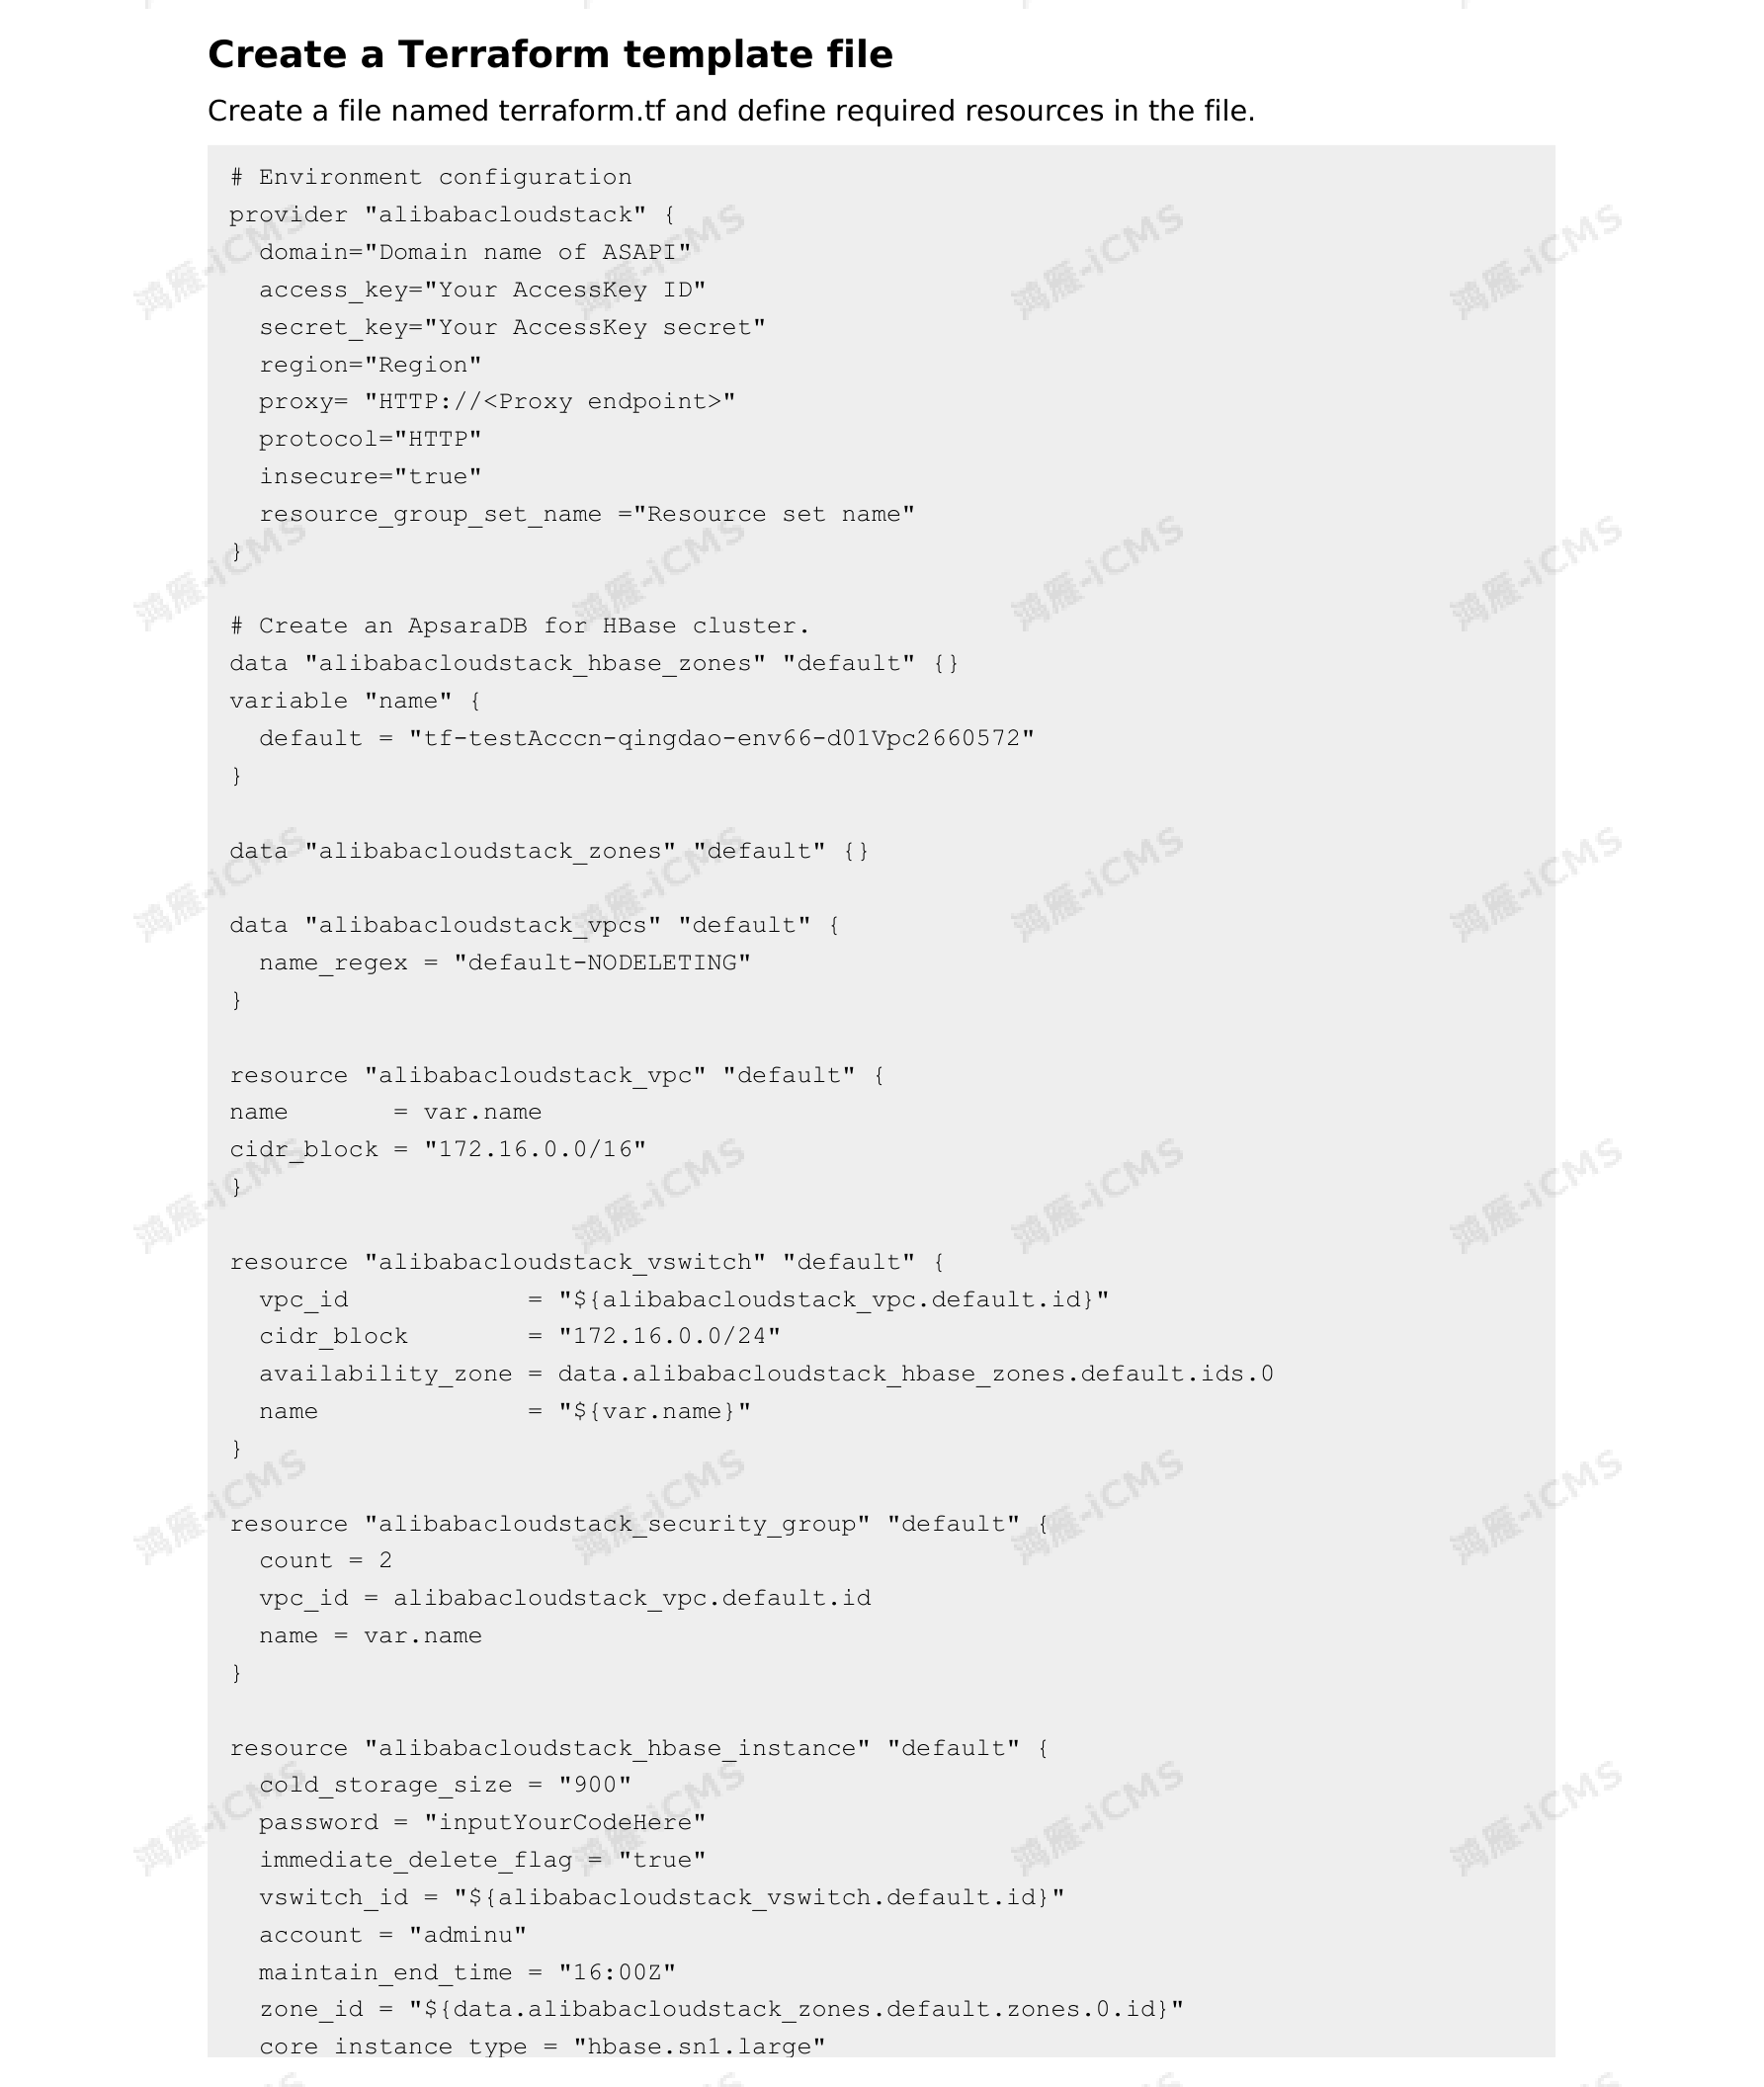 Create a Terraform template file
Create a file named terraform.tf and define required resources in the file.
# Environment configuration
provider "alibabacloudstack" {
  domain="Domain name of ASAPI"
  access_key="Your AccessKey ID"
  secret_key="Your AccessKey secret"
  region="Region"
  proxy= "HTTP://<Proxy endpoint>"
  protocol="HTTP"
  insecure="true"
  resource_group_set_name ="Resource set name"
}
# Create an ApsaraDB for HBase cluster.
data "alibabacloudstack_hbase_zones" "default" {}
variable "name" {
  default = "tf-testAcccn-qingdao-env66-d01Vpc2660572"
}
data "alibabacloudstack_zones" "default" {}
data "alibabacloudstack_vpcs" "default" {
  name_regex = "default-NODELETING"
}
resource "alibabacloudstack_vpc" "default" {
name       = var.name
cidr_block = "172.16.0.0/16"
}
resource "alibabacloudstack_vswitch" "default" {
  vpc_id            = "${alibabacloudstack_vpc.default.id}"
  cidr_block        = "172.16.0.0/24"
  availability_zone = data.alibabacloudstack_hbase_zones.default.ids.0
  name              = "${var.name}"
}
resource "alibabacloudstack_security_group" "default" {
  count = 2
  vpc_id = alibabacloudstack_vpc.default.id
  name = var.name
}
resource "alibabacloudstack_hbase_instance" "default" {
  cold_storage_size = "900"
  password = "inputYourCodeHere"
  immediate_delete_flag = "true"
  vswitch_id = "${alibabacloudstack_vswitch.default.id}"
  account = "adminu"
  maintain_end_time = "16:00Z"
  zone_id = "${data.alibabacloudstack_zones.default.zones.0.id}"
  core_instance_type = "hbase.sn1.large"
鸿雁-iCMS